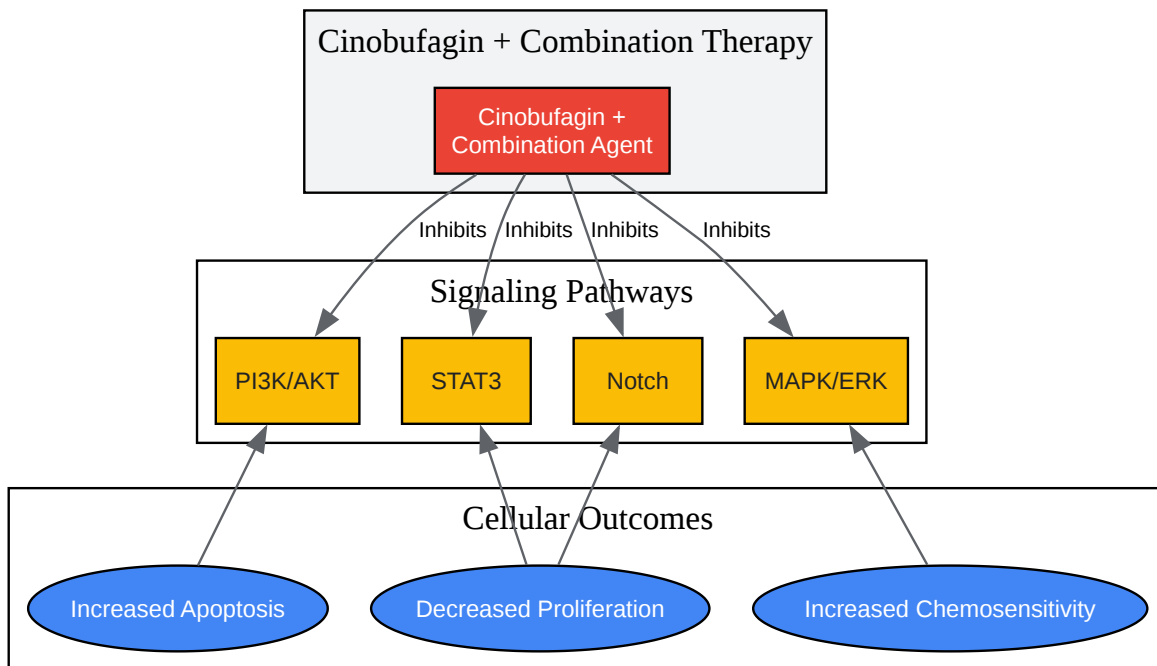 Cinobufagin + Combination Therapy
Cinobufagin +
Combination Agent
Inhibits
Inhibits
Inhibits
Inhibits
Signaling Pathways
PI3K/AKT
STAT3
Notch
MAPK/ERK
Cellular Outcomes
Increased Apoptosis
Decreased Proliferation
Increased Chemosensitivity